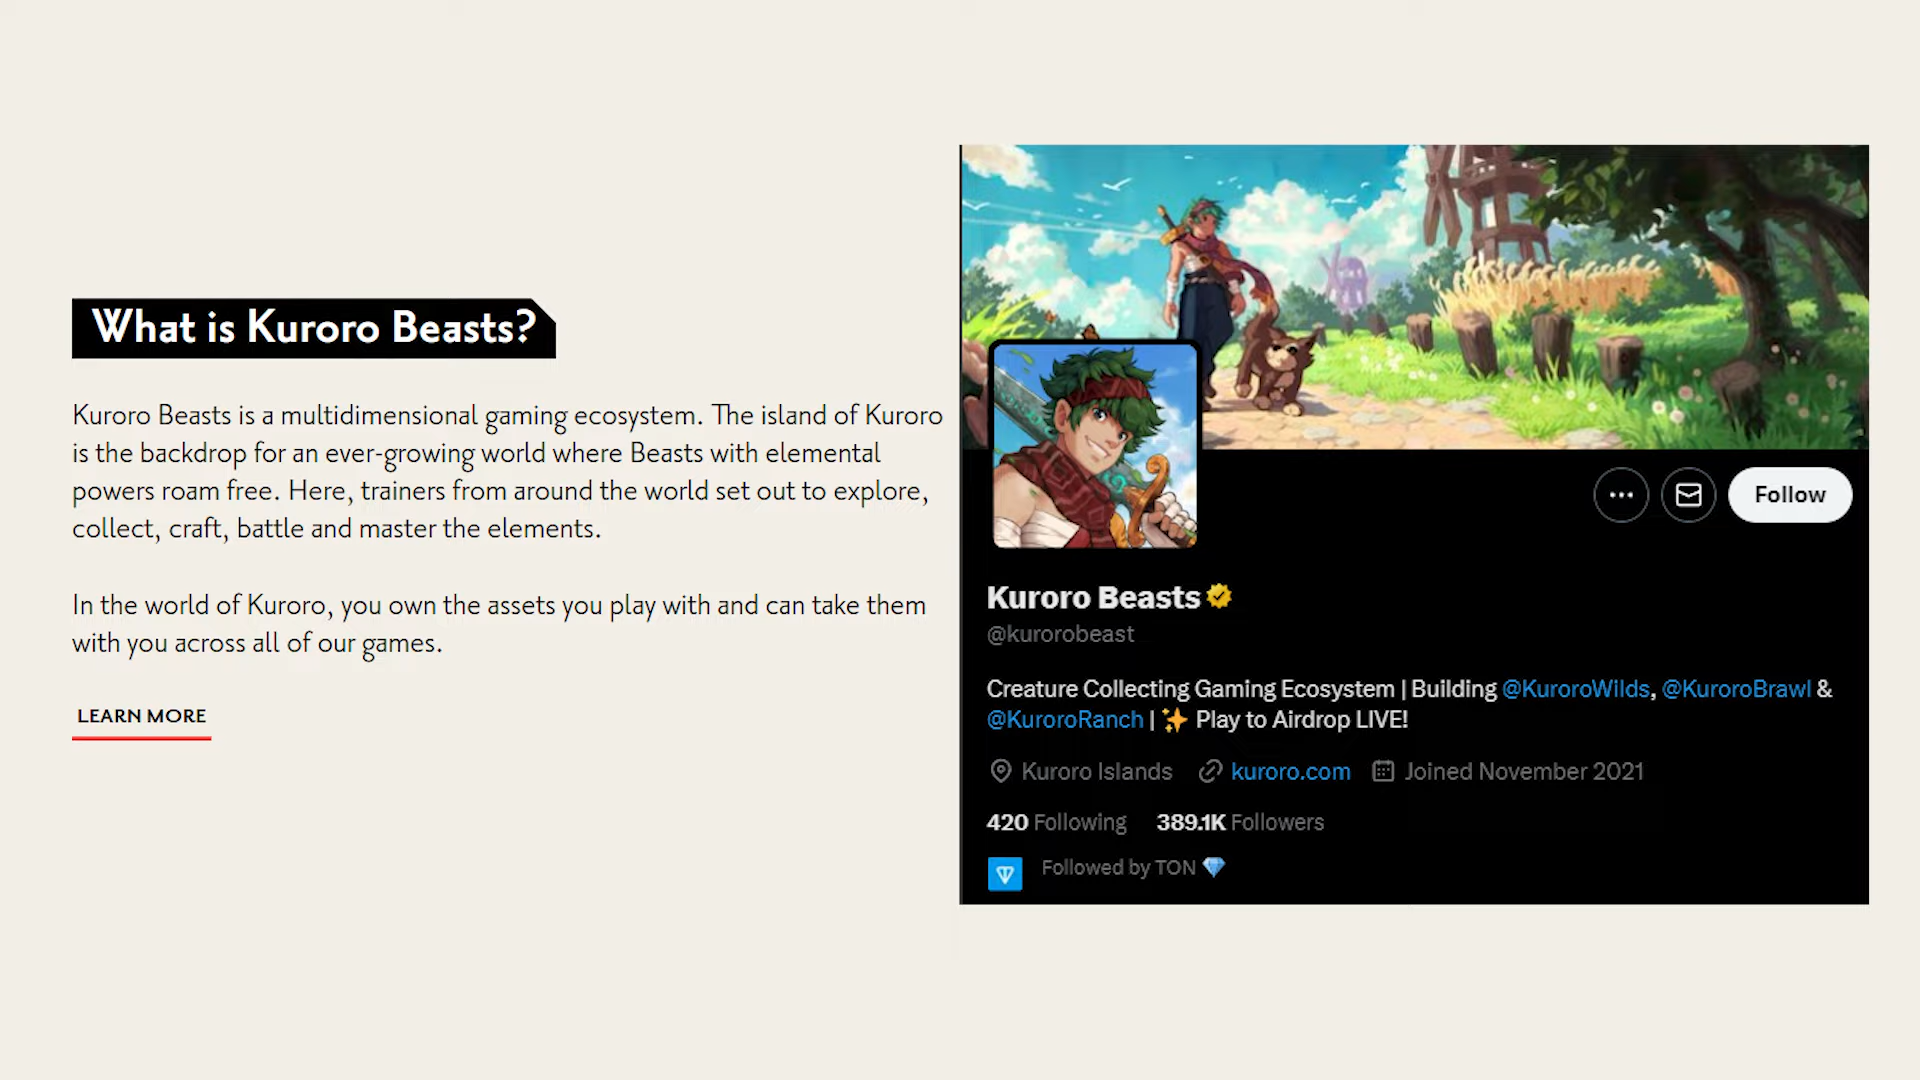 What is Kuroro Beasts?
Kuroro Beasts is a multidimensional gaming ecosystem. The island of Kuroro
is the backdrop for an ever-growing world where Beasts with elemental
powers roam free. Here, trainers from around the world set out to explore,
collect, craft, battle and master the elements.
In the world of Kuroro, you own the assets you play with and can take them
with you across all of our games.
LEARN MORE
Follow
Kuroro Beasts
@kurorobeast
Creature Collecting Gaming Ecosystem | Building @KuroroWilds, @KuroroBrawl &
@KuroroRanch | ✨ Play to Airdrop LIVE!
Kuroro Islands kuroro.com Joined November 2021
420 Following 389.1K Followers
Followed by TON 💎